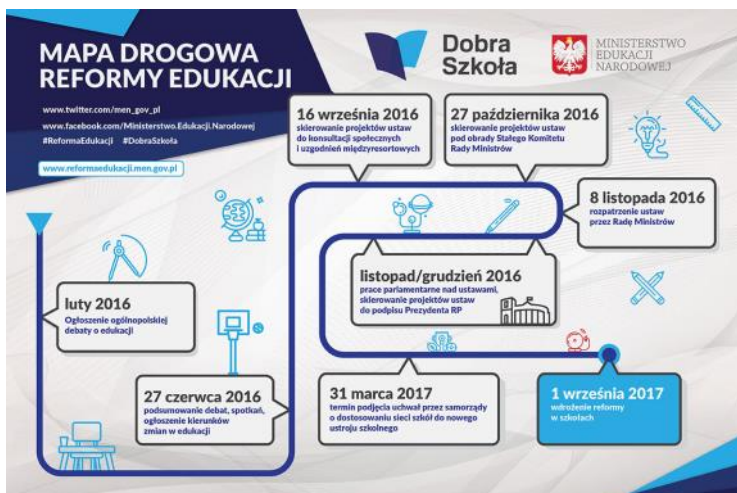 MAPA DROGOWA
REFORMY EDUKACJI
www.twitter.com/men_gov_pl
www.facebook.com/Ministerstwo.Edukacji.Narodowej
#ReformaEdukacji #DobraSzkoła
www.reformaedukacji.men.gov.pl
Dobra
Szkoła
MINISTERSTWO
EDUKACJI
NARODOWEJ
luty 2016
Ogłoszenie ogólnopolskiej
debaty o edukacji
27 czerwca 2016
podsumowanie debat, spotkań,
ogłoszenie kierunków
zmian w edukacji
16 września 2016
skierowanie projektów ustaw
do konsultacji społecznych
i uzgodnień międzyresortowych
27 października 2016
skierowanie projektów ustaw
pod obrady Stałego Komitetu
Rady Ministrów
8 listopada 2016
rozpatrzenie ustaw
przez Radę Ministrów
listopad/grudzień 2016
prace parlamentarne nad ustawami,
skierowanie projektów ustaw
do podpisu Prezydenta RP
31 marca 2017
termin podjęcia uchwał przez samorządy
o dostosowaniu sieci szkół do nowego
ustroju szkolnego
1 września 2017
wdrożenie reformy
w szkołach